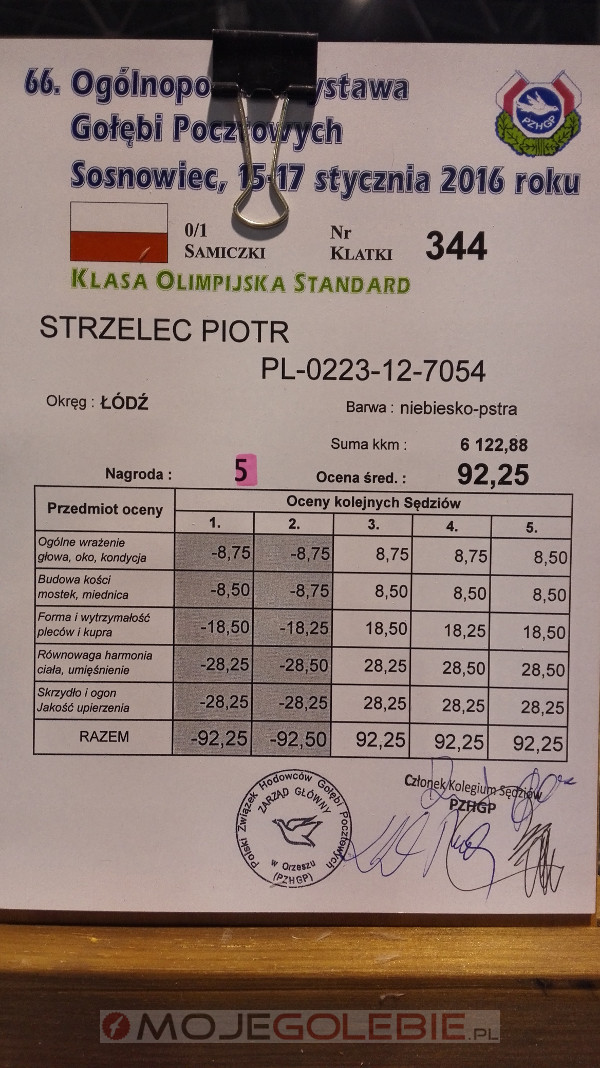 66. Ogólnopo ystawa
Gołębi Pocztowych
Sosnowiec, 15-17 stycznia 2016 roku
PZHGP
0/1 Nr
SAMICZKI KLATKI 344
KLASA OLIMPIJSKA STANDARD
STRZELEC PIOTR
PL-0223-12-7054
Okręg : ŁÓDŹ Barwa : niebiesko-pstra
Suma kkm : 6 122,88
Nagroda : 5 Ocena śred. : 92,25
Przedmiot oceny Oceny kolejnych Sędziów
1. 2. 3. 4. 5.
Ogólne wrażenie
głowa, oko, kondycja -8,75 -8,75 8,75 8,75 8,50
Budowa kości
mostek, miednica -8,50 -8,75 8,50 8,50 8,50
Forma i wytrzymałość
pleców i kupra -18,50 -18,25 18,50 18,25 18,50
Równowaga harmonia
ciała, umięśnienie -28,25 -28,50 28,25 28,50 28,50
Skrzydło i ogon
Jakość upierzenia -28,25 -28,25 28,25 28,25 28,25
RAZEM -92,25 -92,50 92,25 92,25 92,25
Polski Związek Hodowców Gołębi Pocztowych
ZARZĄD GŁÓWNY
w Orzeszu
(PZHGP)
Członek Kolegium Sędziów
PZHGP
MOJEGOLEBIE.PL